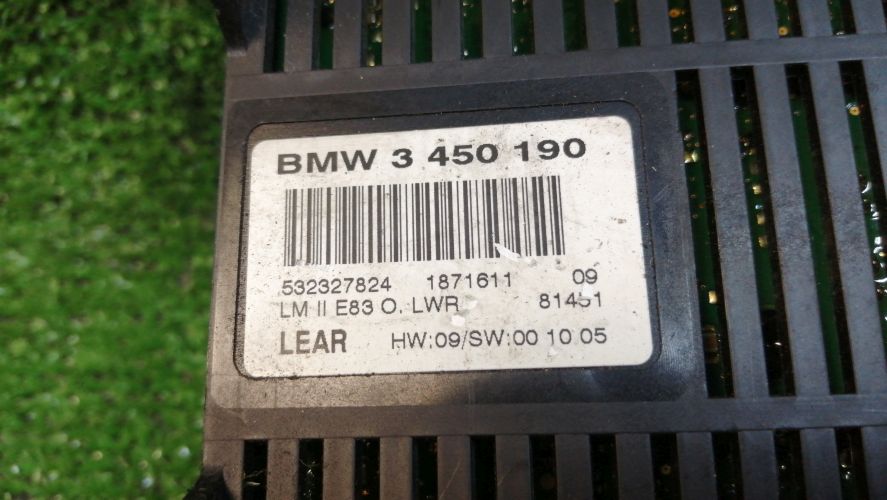 BMW 3 450 190
532327824 1871611 09
LM II E83 O. LWR 81451
LEAR HW:09/SW:00 10 05